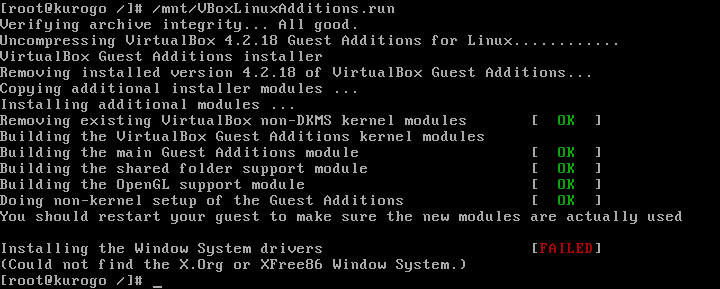 [root@kurogo /]# /mnt/VBoxLinuxAdditions.run
Verifying archive integrity... All good.
Uncompressing VirtualBox 4.2.18 Guest Additions for Linux............
VirtualBox Guest Additions installer
Removing installed version 4.2.18 of VirtualBox Guest Additions...
Copying additional installer modules ...
Installing additional modules ...
Removing existing VirtualBox non-DKMS kernel modules [ OK ]
Building the VirtualBox Guest Additions kernel modules
Building the main Guest Additions module [ OK ]
Building the shared folder support module [ OK ]
Building the OpenGL support module [ OK ]
Doing non-kernel setup of the Guest Additions [ OK ]
You should restart your guest to make sure the new modules are actually used
Installing the Window System drivers [FAILED]
(Could not find the X.Org or XFree86 Window System.)
[root@kurogo /]# _